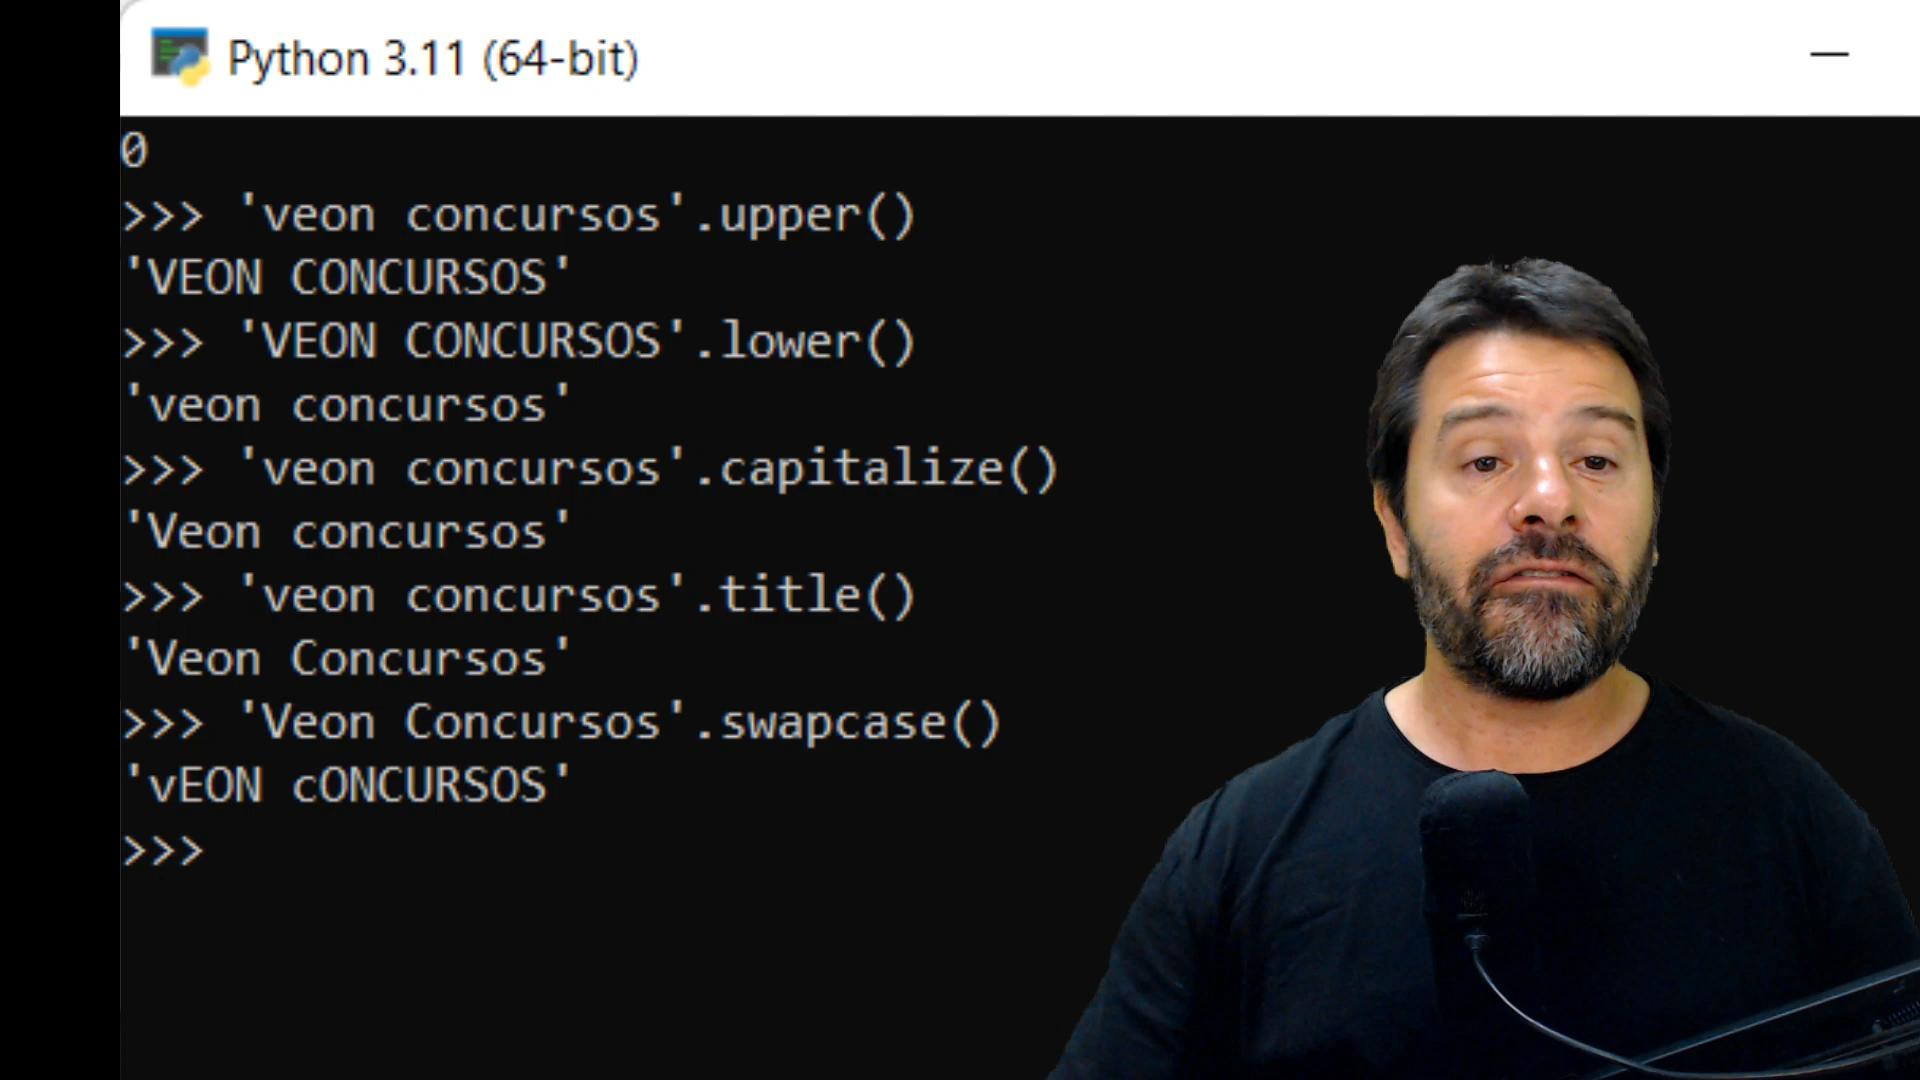 Python 3.11 (64-bit)
0
>>> 'veon concursos'.upper()
'VEON CONCURSOS'
>>> 'VEON CONCURSOS'.lower()
'veon concursos'
>>> 'veon concursos'.capitalize()
'Veon concursos'
>>> 'veon concursos'.title()
'Veon Concursos'
>>> 'Veon Concursos'.swapcase()
'vEON cONCURSOS'
>>>